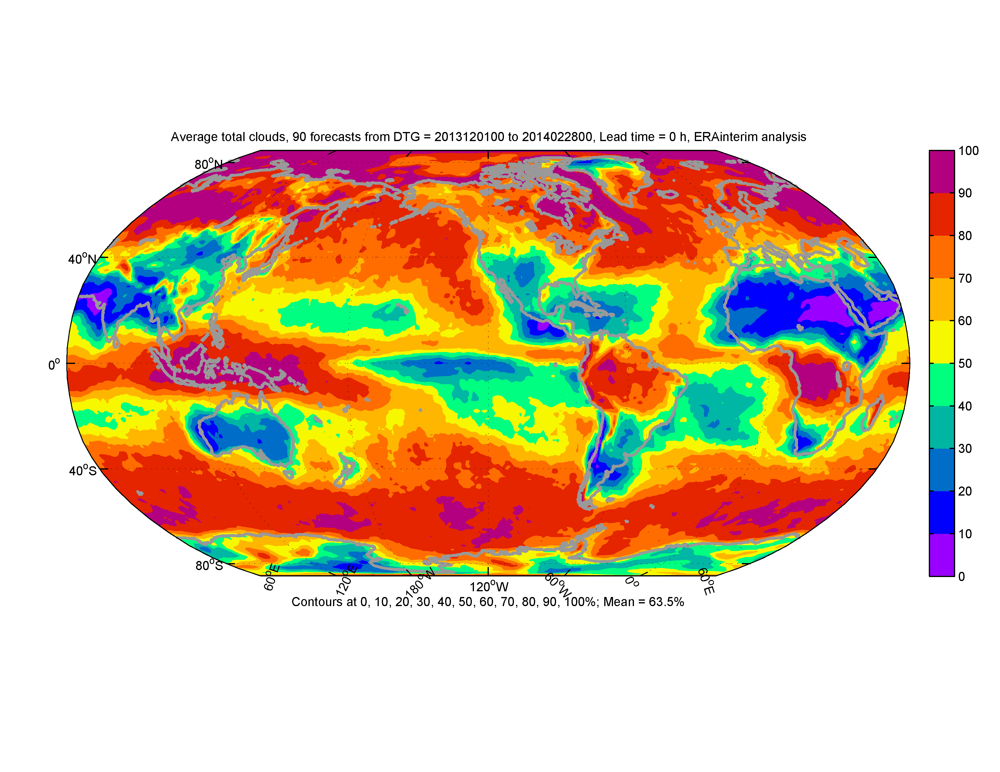 Average total clouds, 90 forecasts from DTG = 2013120100 to 2014022800, Lead time = 0 h, ERAinterim analysis
80°N
40°N
0°
40°S
80°S
60°E
120°E
180°W
120°W
60°W
0°
60°E
Contours at 0, 10, 20, 30, 40, 50, 60, 70, 80, 90, 100%; Mean = 63.5%
100
90
80
70
60
50
40
30
20
10
0